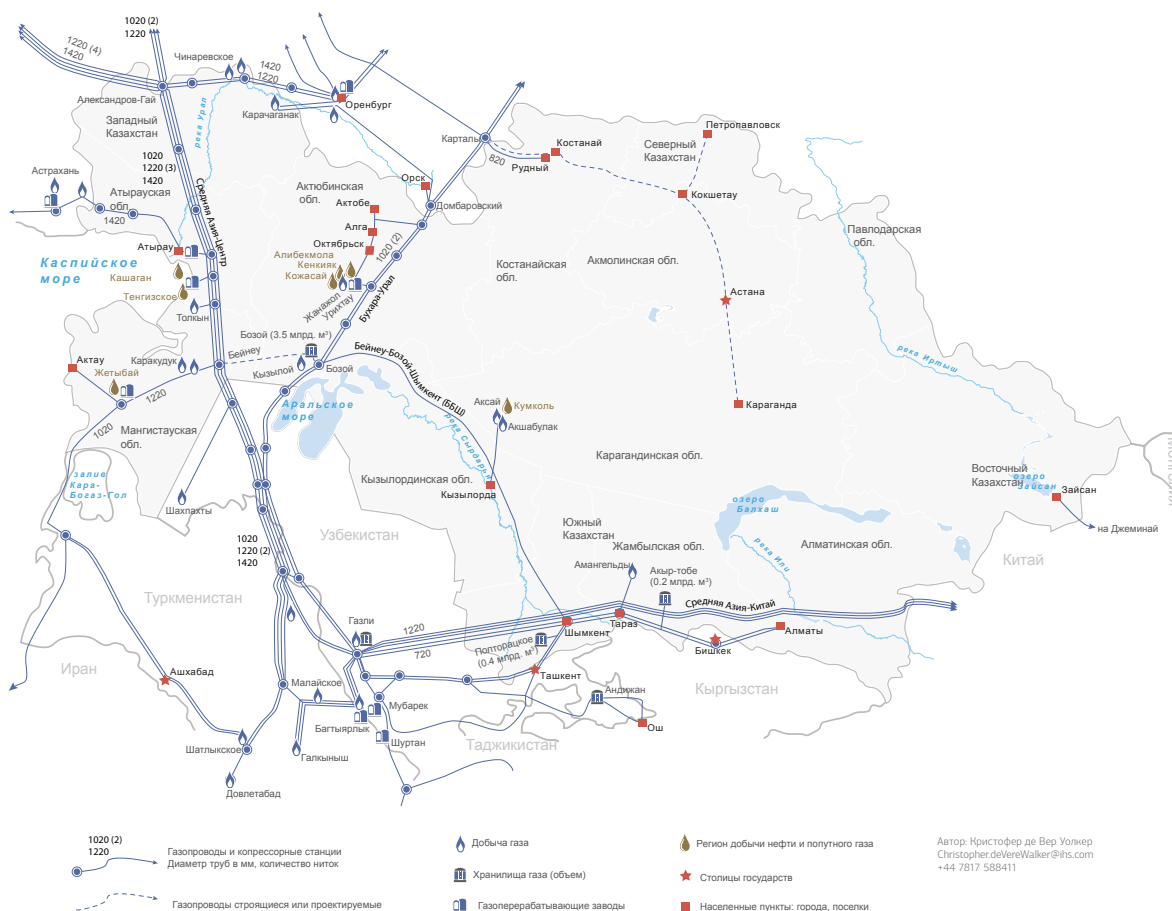 1020 (2)
1220
1220 (4)
1420
Чинаревское
1420
1220
Александров-Гай
Западный
Казахстан
река Урал
Карачаганак
Оренбург
Карталы
820
Костанай
Рудный
Северный
Казахстан
Петропавловск
Кокшетау
Астрахань
1020
1220 (3)
1420
Средняя Азия-Центр
Атырауская
обл.
1420
Атырау
Актюбинская
обл.
Актобе
Алга
Октябрьск
Орск
Домбаровский
1020 (2)
Бухара-Урал
Алибекмола
Кенкияк
Кожасай
Жанажол
Урихтау
Каспийское
море
Кашаган
Тенгизское
Толкын
Костанайская
обл.
Акмолинская обл.
Павлодарская
обл.
Астана
Караганда
река Иртыш
Бозой (3.5 млрд. м³)
Бейнеу
Кызылой
Бозой
Бейнеу-Бозой-Шымкент (ББШ)
Актау
Жетыбай
Каракудук
1220
1020
Мангистауская
обл.
Аральское
море
Аксай
Кумколь
Акшабулак
река Сырдарья
Кызылординская обл.
Кызылорда
Карагандинская обл.
Восточный
Казахстан
озеро
Зайсан
Зайсан
на Джеминай
залив
Кара-
Богаз-Гол
Шахпахты
Узбекистан
озеро
Балхаш
Южный
Казахстан
Жамбылская обл.
Алматинская обл.
река Или
Китай
1020
1220 (2)
1420
Амангельды
Акыр-тобе
(0.2 млрд. м³)
Средняя Азия-Китай
Туркменистан
Газли
1220
720
Полторацкое
(0.4 млрд. м³)
Шымкент
Тараз
Бишкек
Алматы
Иран
Ашхабад
Малайское
Ташкент
Андижан
Кыргызстан
Мубарек
Багтыярлык
Шуртан
Таджикистан
Ош
Шатлыкское
Галкыныш
Довлетабад
1020 (2)
1220
Газопроводы и копрессорные станции
Диаметр труб в мм, количество ниток
Газопроводы строящиеся или проектируемые
Добыча газа
Хранилища газа (объем)
Газоперерабатывающие заводы
Регион добычи нефти и попутного газа
Столицы государств
Населенные пункты: города, поселки
Автор: Кристофер де Вер Уолкер
Christopher.deVereWalker@ihs.com
+44 7817 588411